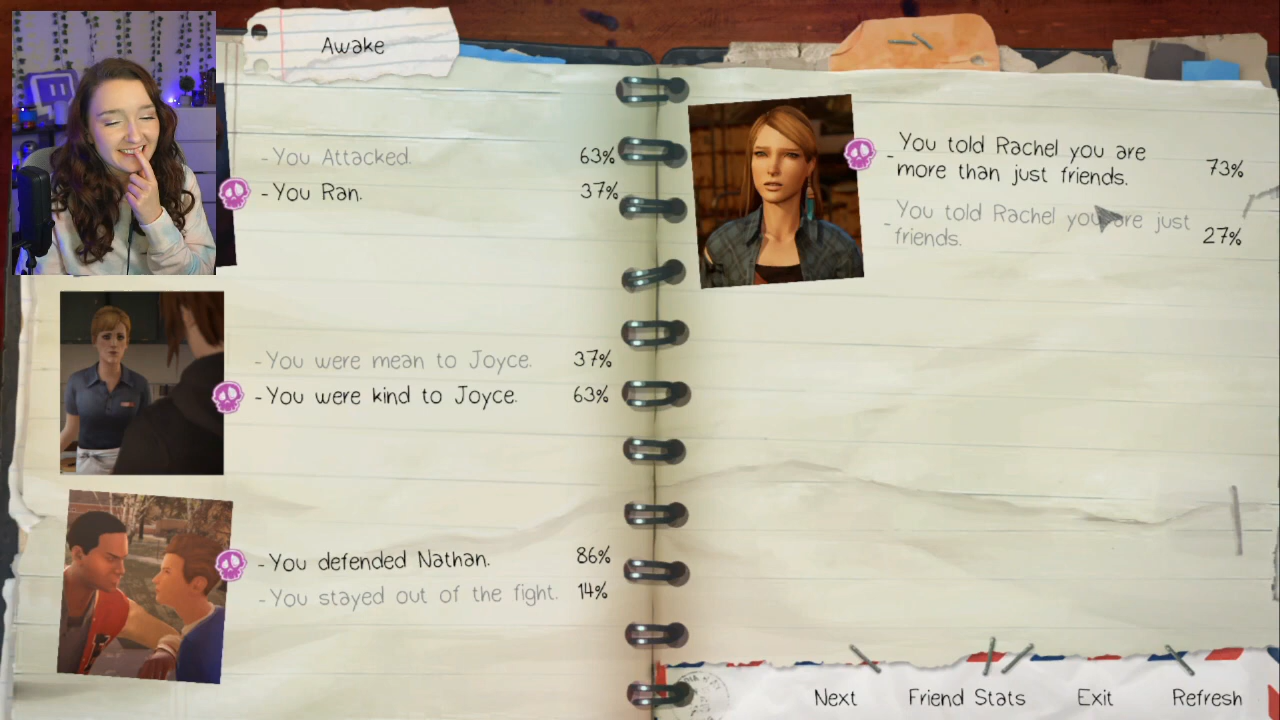 Awake
-You Attacked. 63%
-You Ran. 37%
-You were mean to Joyce. 37%
-You were kind to Joyce. 63%
-You defended Nathan. 86%
-You stayed out of the fight. 14%
-You told Rachel you are
more than just friends. 73%
-You told Rachel you are just
friends. 27%
Next Friend Stats Exit Refresh